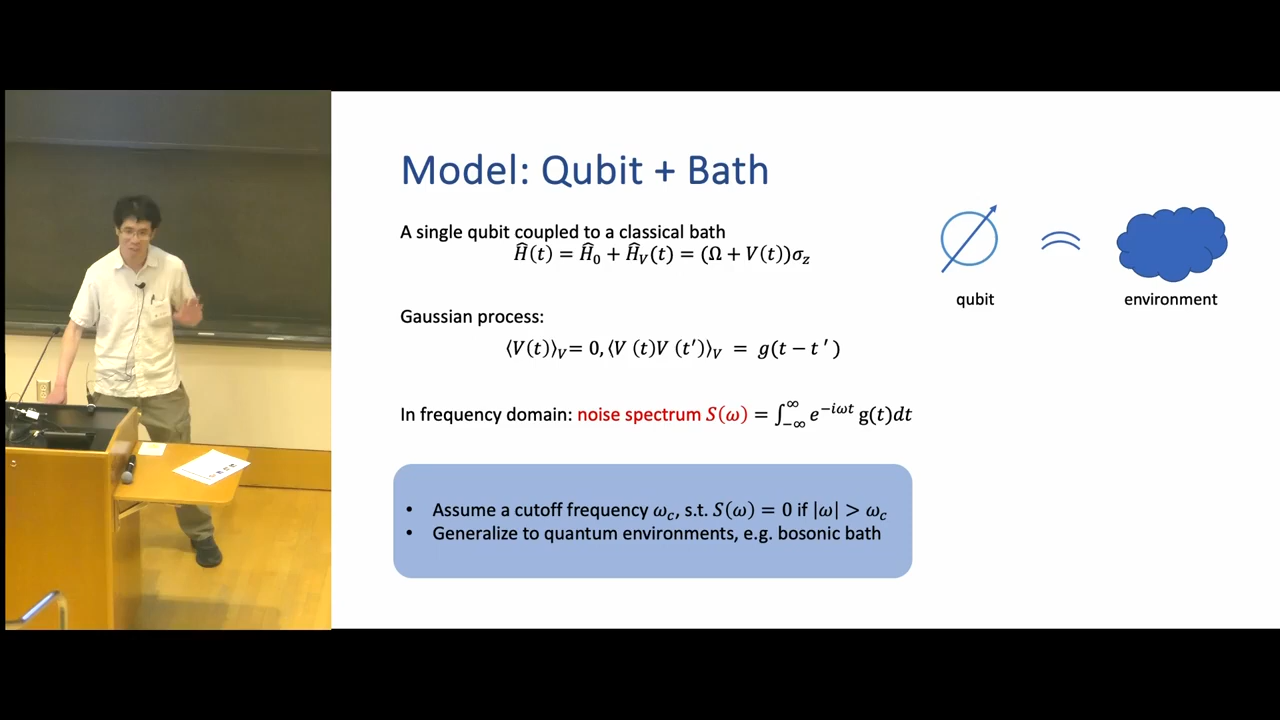 Model: Qubit + Bath
A single qubit coupled to a classical bath
Ĥ(t) = Ĥ₀ + Ĥ_V(t) = (Ω + V(t))σ_z
qubit
environment
Gaussian process:
⟨V(t)⟩_V= 0, ⟨V (t)V (t′)⟩_V = g(t − t ′)
In frequency domain: noise spectrum S(ω) = ∫_{−∞}^{∞} e^{−iωt} g(t)dt
• Assume a cutoff frequency ω_c, s.t. S(ω) = 0 if |ω| > ω_c
• Generalize to quantum environments, e.g. bosonic bath